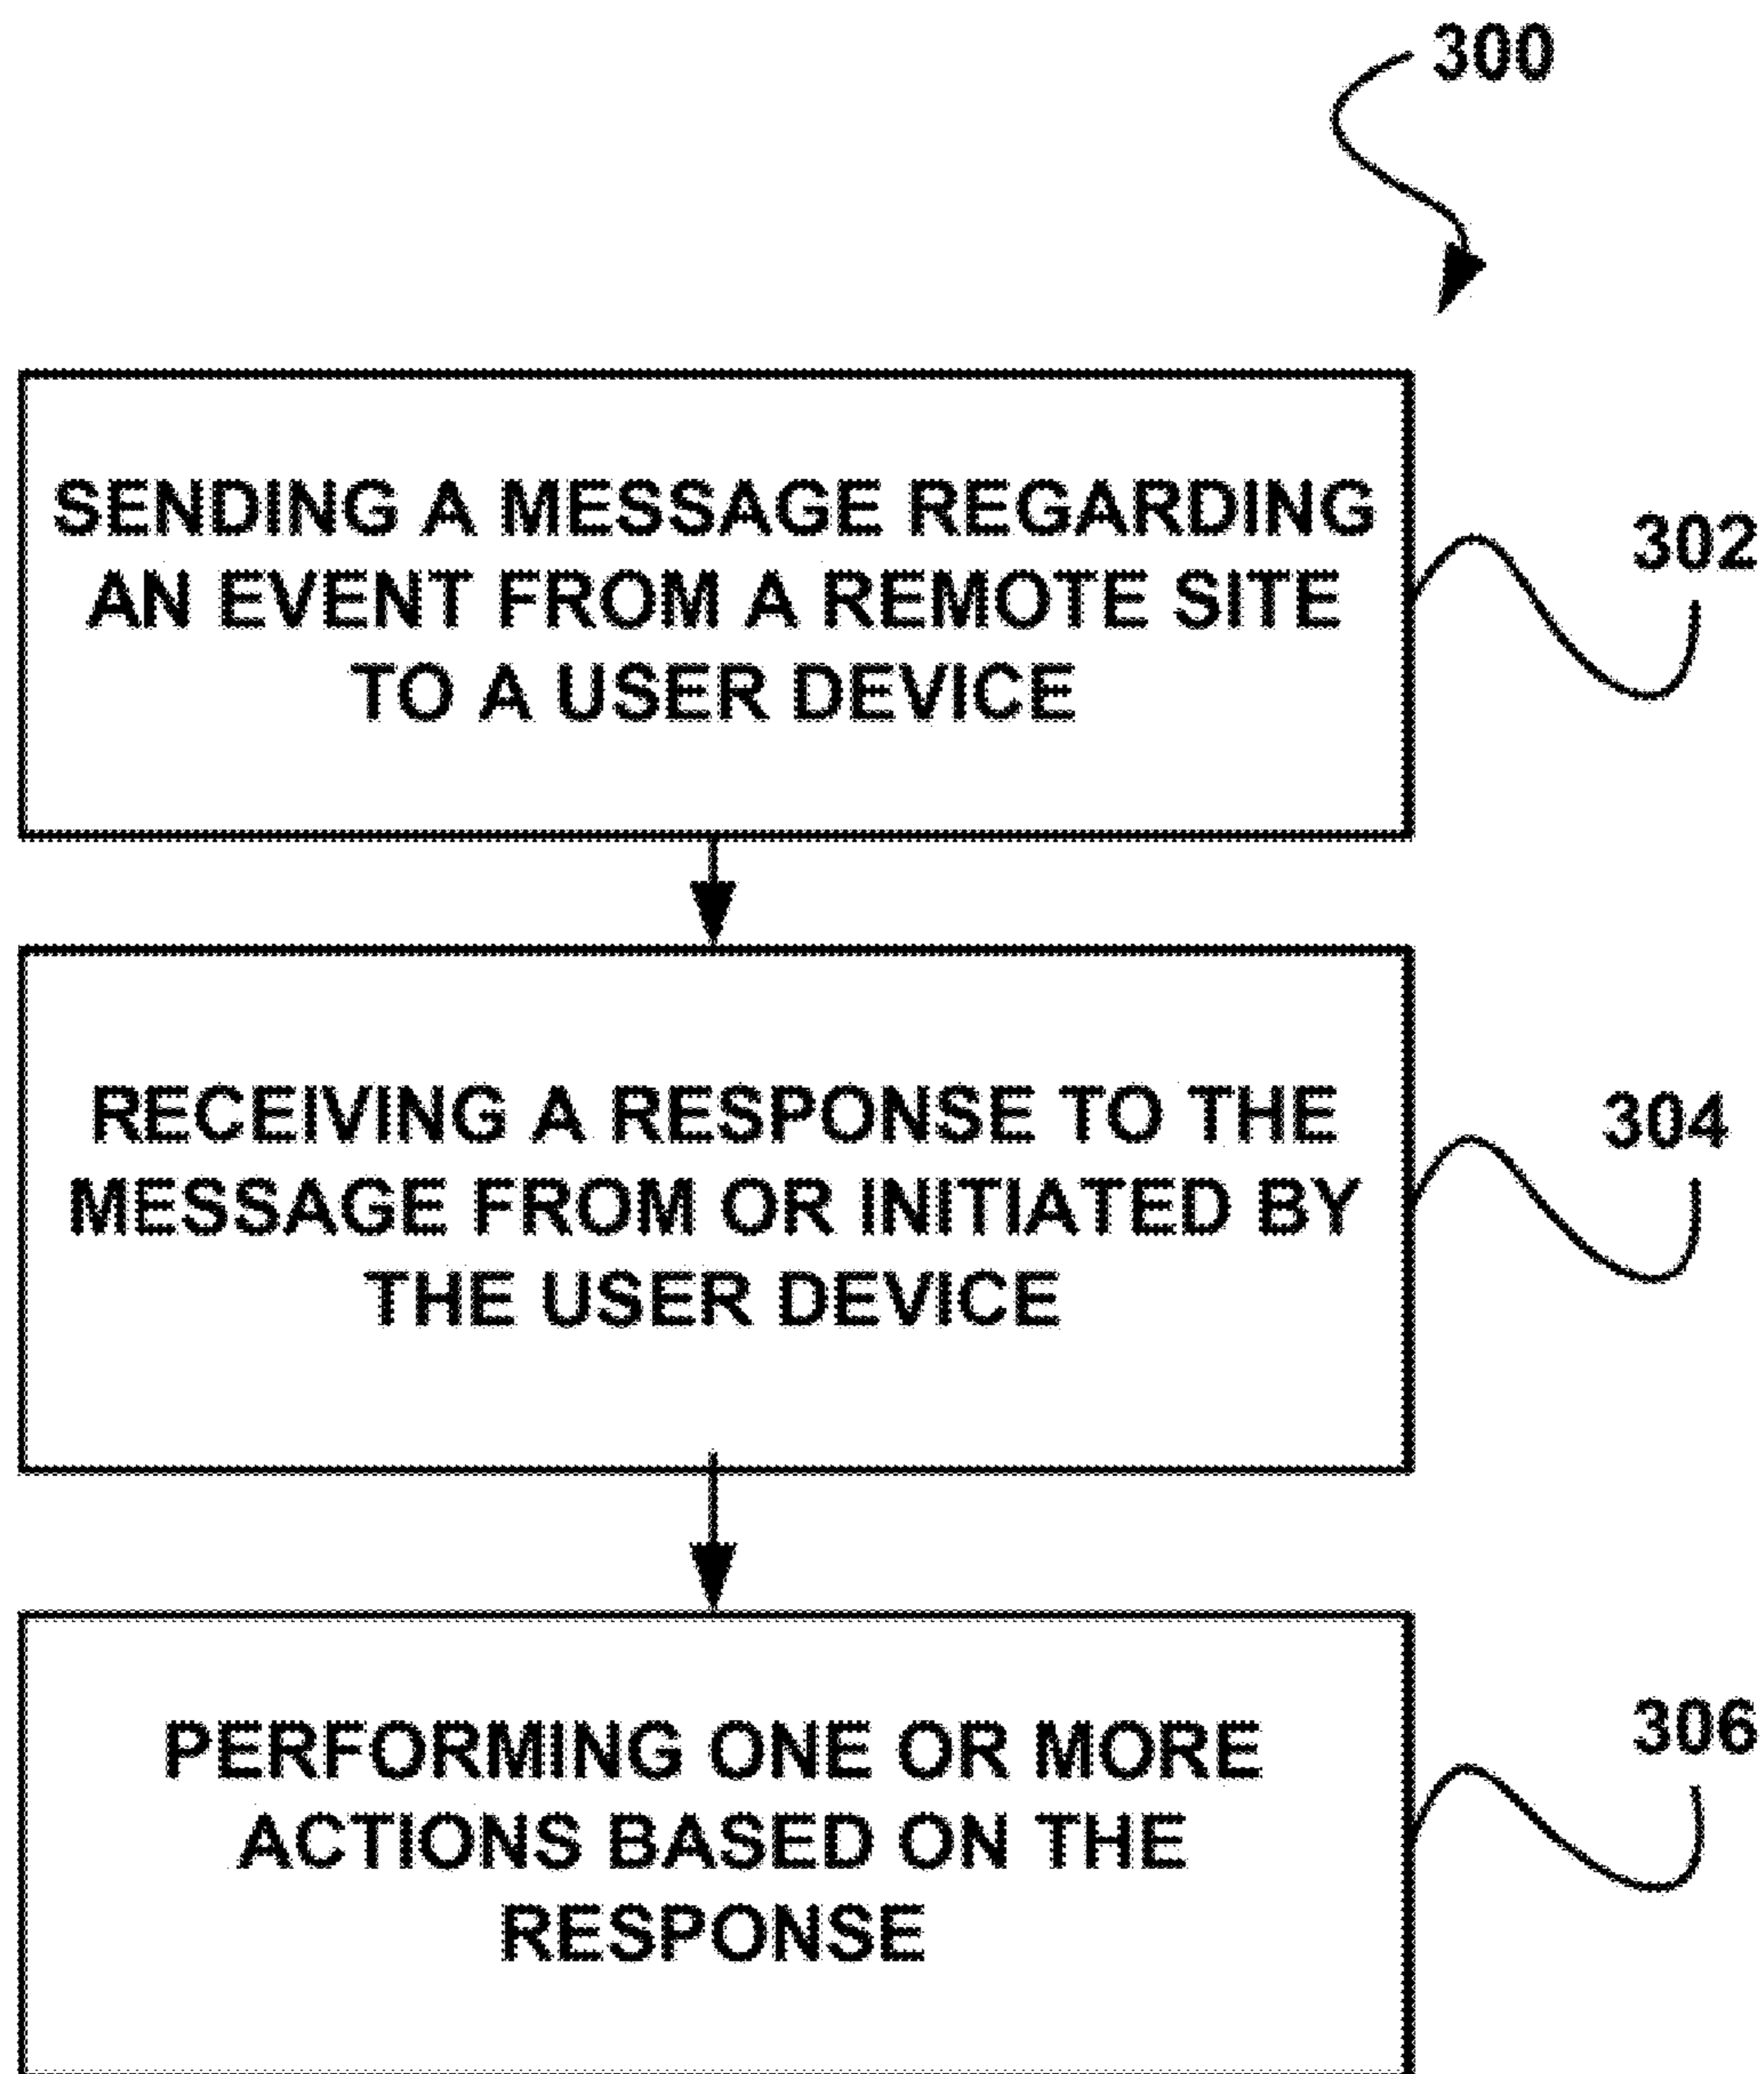 300
SENDING A MESSAGE REGARDING
AN EVENT FROM A REMOTE SITE
TO A USER DEVICE
302
RECEIVING A RESPONSE TO THE
MESSAGE FROM OR INITIATED BY
THE USER DEVICE
304
PERFORMING ONE OR MORE
ACTIONS BASED ON THE
RESPONSE
306